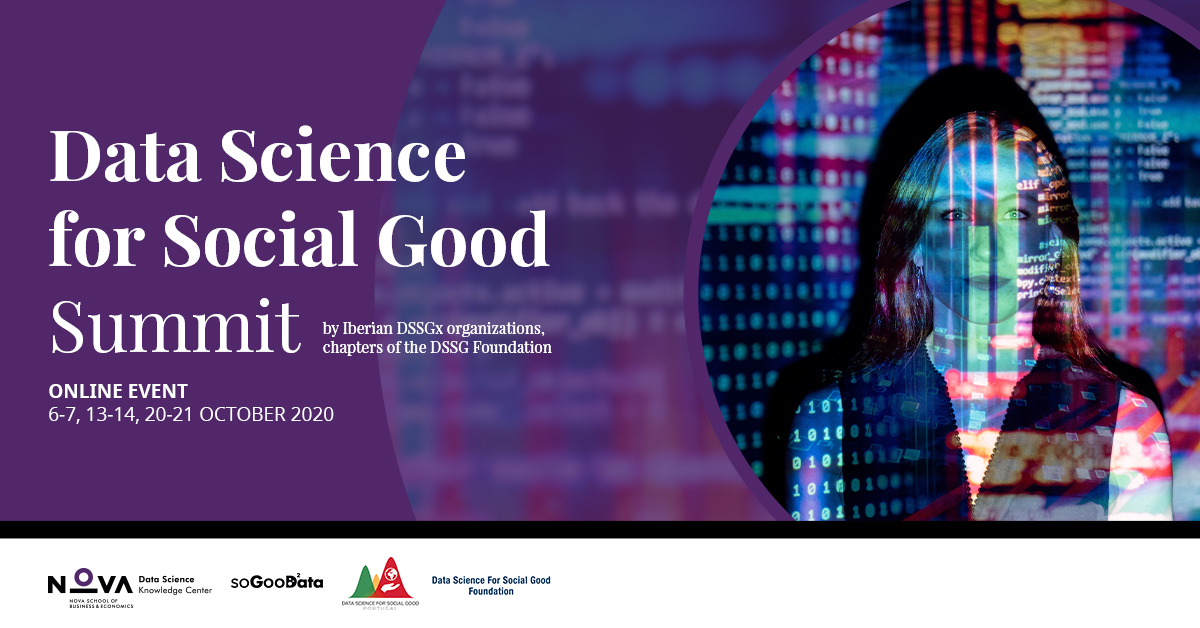 Data Science
for Social Good
Summit
by Iberian DSSGx organizations,
chapters of the DSSG Foundation
ONLINE EVENT
6-7, 13-14, 20-21 OCTOBER 2020
NOVA
NOVA SCHOOL OF
BUSINESS & ECONOMICS
Data Science
Knowledge Center
soGooD²ata
DATA SCIENCE FOR SOCIAL GOOD
PORTUGAL
Data Science For Social Good
Foundation